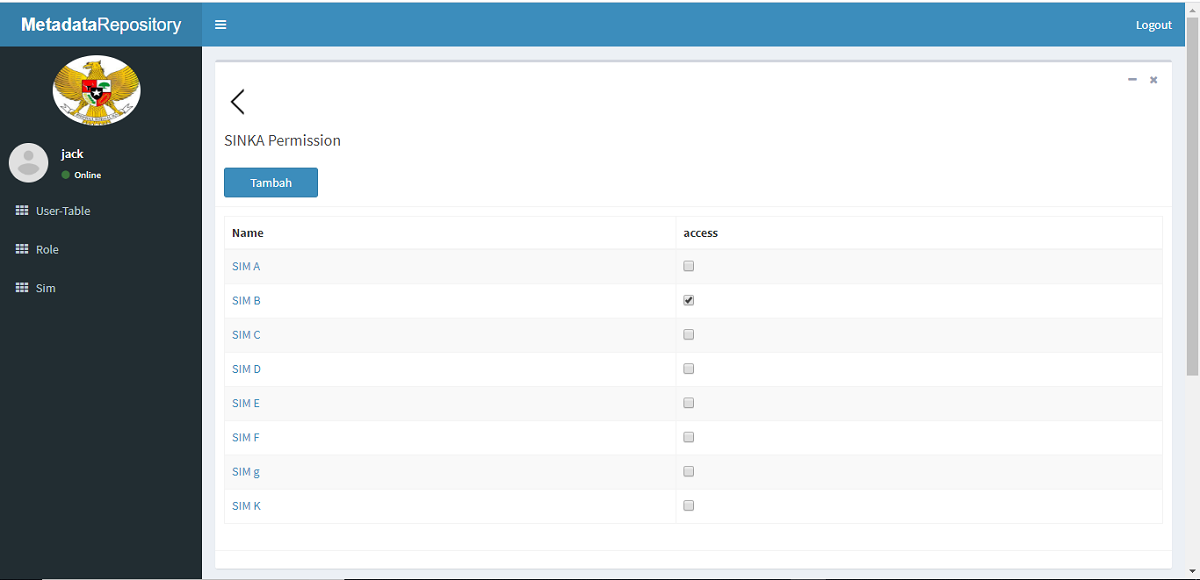 MetadataRepository
Logout
jack
Online
User-Table
Role
Sim
SINKA Permission
Tambah
Name access
SIM A
SIM B
SIM C
SIM D
SIM E
SIM F
SIM g
SIM K